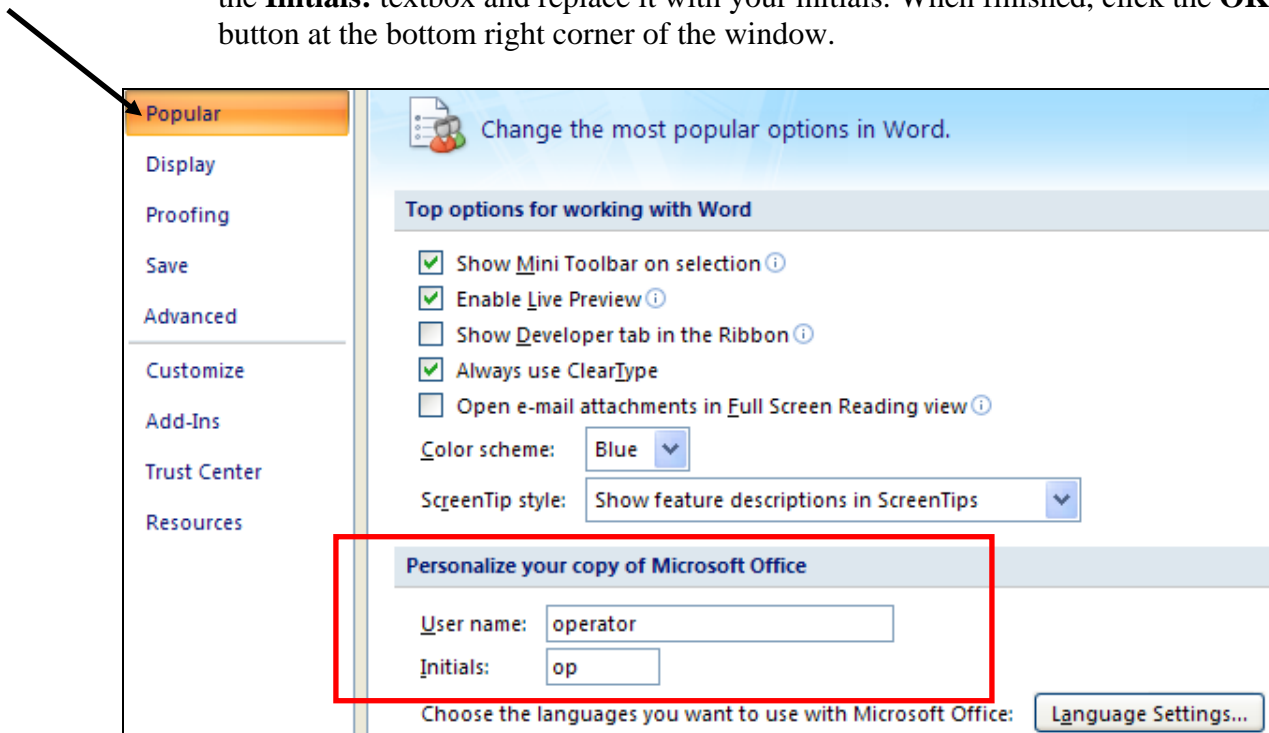 the Initials: textbox and replace it with your initials. When finished, click the OK
button at the bottom right corner of the window.
Popular
Display
Proofing
Save
Advanced
Customize
Add-Ins
Trust Center
Resources
Change the most popular options in Word.
Top options for working with Word
Show Mini Toolbar on selection
Enable Live Preview
Show Developer tab in the Ribbon
Always use ClearType
Open e-mail attachments in Full Screen Reading view
Color scheme: Blue
ScreenTip style: Show feature descriptions in ScreenTips
Personalize your copy of Microsoft Office
User name: operator
Initials: op
Choose the languages you want to use with Microsoft Office: Language Settings...